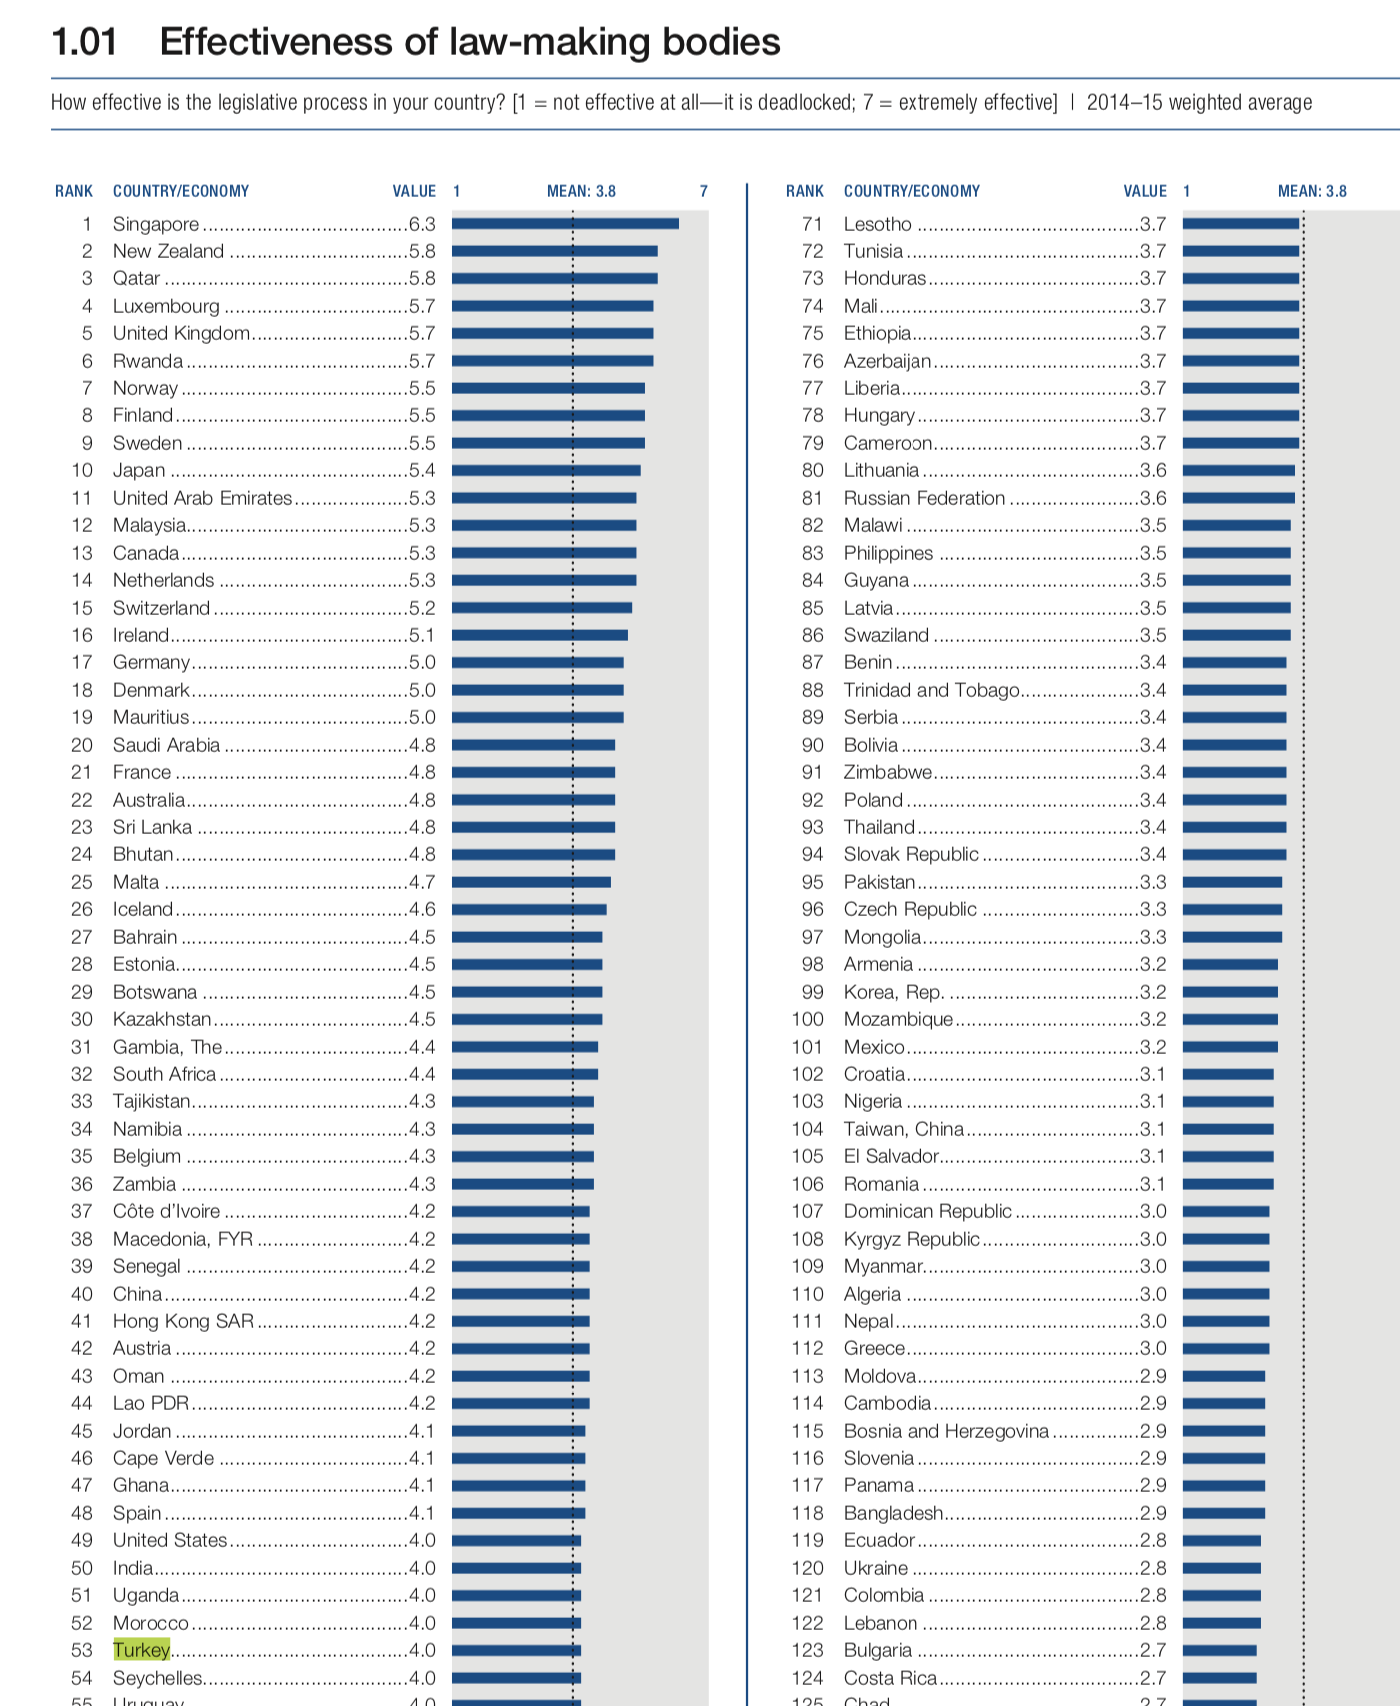 1.01 Effectiveness of law-making bodies
How effective is the legislative process in your country? [1 = not effective at all—it is deadlocked; 7 = extremely effective] | 2014–15 weighted average
RANK COUNTRY/ECONOMY VALUE 1 MEAN: 3.8 7
1 Singapore 6.3
2 New Zealand 5.8
3 Qatar 5.8
4 Luxembourg 5.7
5 United Kingdom 5.7
6 Rwanda 5.7
7 Norway 5.5
8 Finland 5.5
9 Sweden 5.5
10 Japan 5.4
11 United Arab Emirates 5.3
12 Malaysia 5.3
13 Canada 5.3
14 Netherlands 5.3
15 Switzerland 5.2
16 Ireland 5.1
17 Germany 5.0
18 Denmark 5.0
19 Mauritius 5.0
20 Saudi Arabia 4.8
21 France 4.8
22 Australia 4.8
23 Sri Lanka 4.8
24 Bhutan 4.8
25 Malta 4.7
26 Iceland 4.6
27 Bahrain 4.5
28 Estonia 4.5
29 Botswana 4.5
30 Kazakhstan 4.5
31 Gambia, The 4.4
32 South Africa 4.4
33 Tajikistan 4.3
34 Namibia 4.3
35 Belgium 4.3
36 Zambia 4.3
37 Côte d'Ivoire 4.2
38 Macedonia, FYR 4.2
39 Senegal 4.2
40 China 4.2
41 Hong Kong SAR 4.2
42 Austria 4.2
43 Oman 4.2
44 Lao PDR 4.2
45 Jordan 4.1
46 Cape Verde 4.1
47 Ghana 4.1
48 Spain 4.1
49 United States 4.0
50 India 4.0
51 Uganda 4.0
52 Morocco 4.0
53 Turkey 4.0
54 Seychelles 4.0
55 Uruguay 4.0
RANK COUNTRY/ECONOMY VALUE 1 MEAN: 3.8
71 Lesotho 3.7
72 Tunisia 3.7
73 Honduras 3.7
74 Mali 3.7
75 Ethiopia 3.7
76 Azerbaijan 3.7
77 Liberia 3.7
78 Hungary 3.7
79 Cameroon 3.7
80 Lithuania 3.6
81 Russian Federation 3.6
82 Malawi 3.5
83 Philippines 3.5
84 Guyana 3.5
85 Latvia 3.5
86 Swaziland 3.5
87 Benin 3.4
88 Trinidad and Tobago 3.4
89 Serbia 3.4
90 Bolivia 3.4
91 Zimbabwe 3.4
92 Poland 3.4
93 Thailand 3.4
94 Slovak Republic 3.4
95 Pakistan 3.3
96 Czech Republic 3.3
97 Mongolia 3.3
98 Armenia 3.2
99 Korea, Rep. 3.2
100 Mozambique 3.2
101 Mexico 3.2
102 Croatia 3.1
103 Nigeria 3.1
104 Taiwan, China 3.1
105 El Salvador 3.1
106 Romania 3.1
107 Dominican Republic 3.0
108 Kyrgyz Republic 3.0
109 Myanmar 3.0
110 Algeria 3.0
111 Nepal 3.0
112 Greece 3.0
113 Moldova 2.9
114 Cambodia 2.9
115 Bosnia and Herzegovina 2.9
116 Slovenia 2.9
117 Panama 2.9
118 Bangladesh 2.9
119 Ecuador 2.8
120 Ukraine 2.8
121 Colombia 2.8
122 Lebanon 2.8
123 Bulgaria 2.7
124 Costa Rica 2.7
125 Chad 2.7